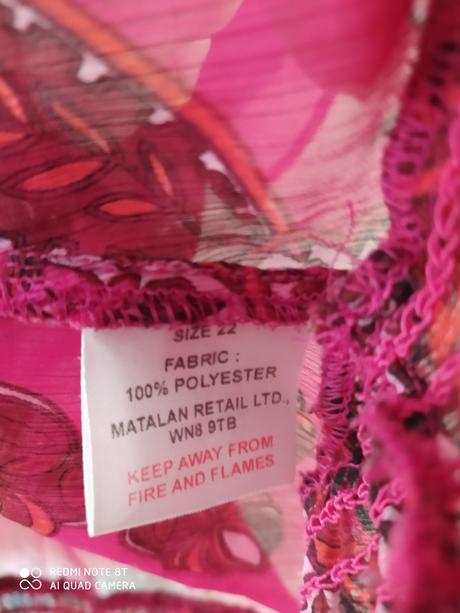 SIZE 22
FABRIC :
100% POLYESTER
MATALAN RETAIL LTD.,
WN8 9TB
KEEP AWAY FROM
FIRE AND FLAMES
REDMI NOTE 8T
AI QUAD CAMERA